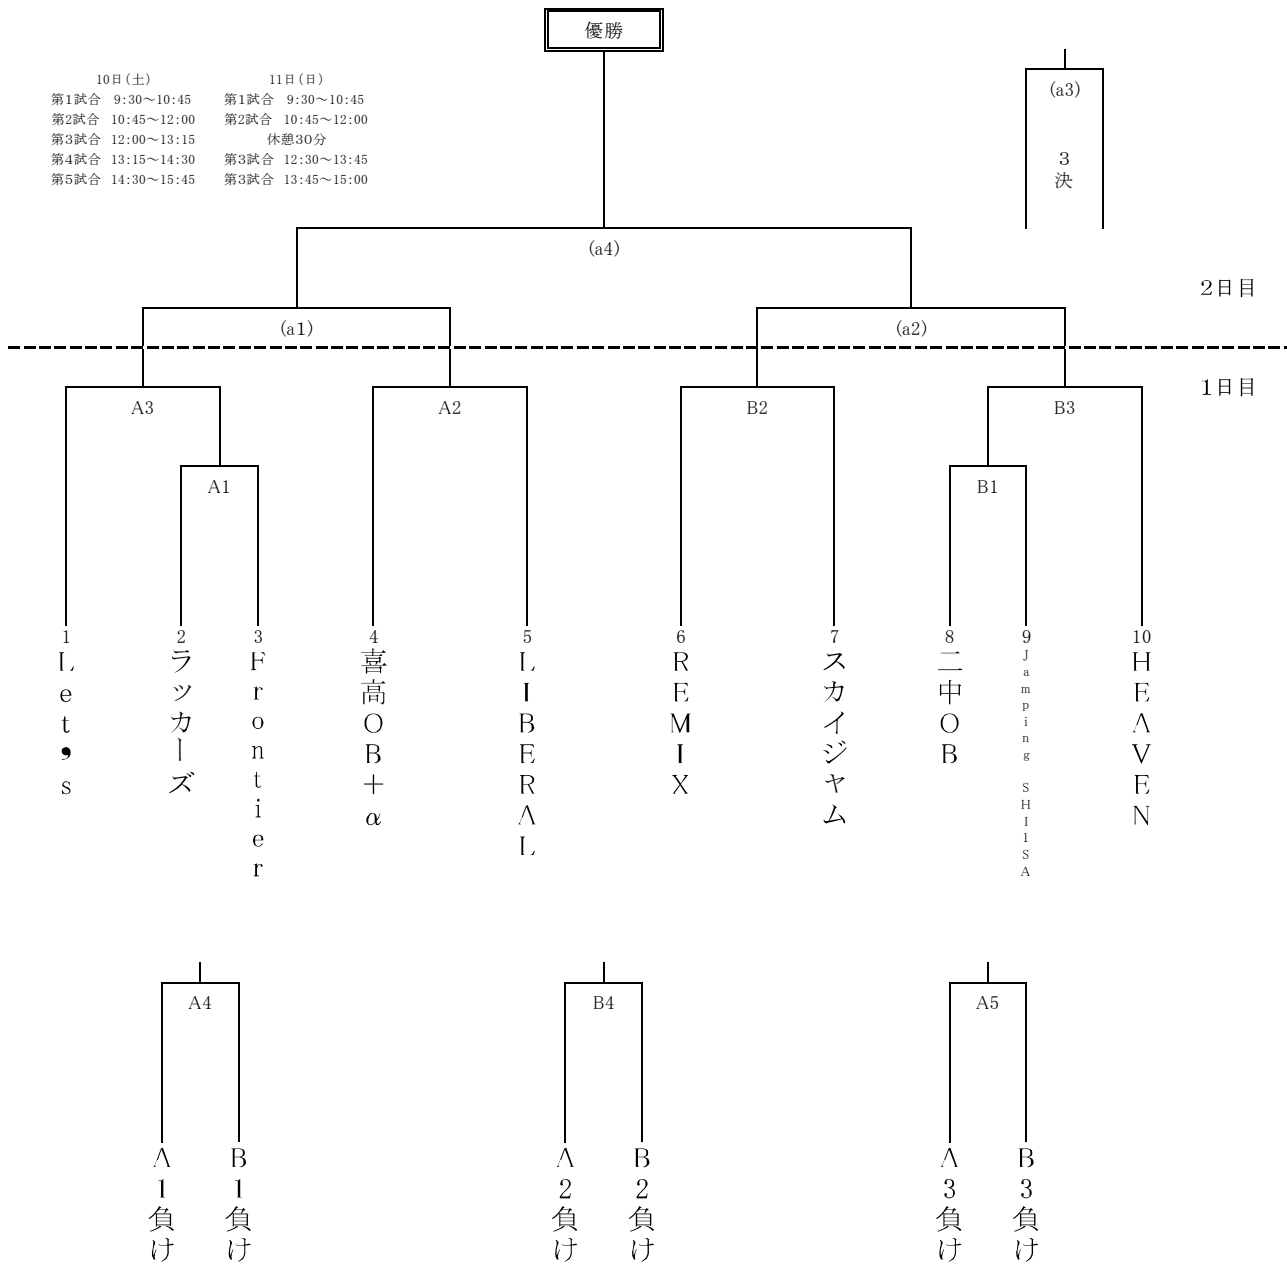 優勝
10日（土）
第1試合 9:30～10:45
第2試合 10:45～12:00
第3試合 12:00～13:15
第4試合 13:15～14:30
第5試合 14:30～15:45
11日（日）
第1試合 9:30～10:45
第2試合 10:45～12:00
休憩30分
第3試合 12:30～13:45
第3試合 13:45～15:00
(a3)
3決
(a4)
2日目
(a1)
(a2)
1日目
A3
A2
B2
B3
A1
B1
1
Let’s
2
ラッカーズ
3
Frontier
4
喜高OB＋α
5
LIBERAL
6
REMIX
7
スカイジャム
8
二中OB
9
Jamping SHI1SA
10
HEAVEN
A4
B4
A5
A1負け
B1負け
A2負け
B2負け
A3負け
B3負け